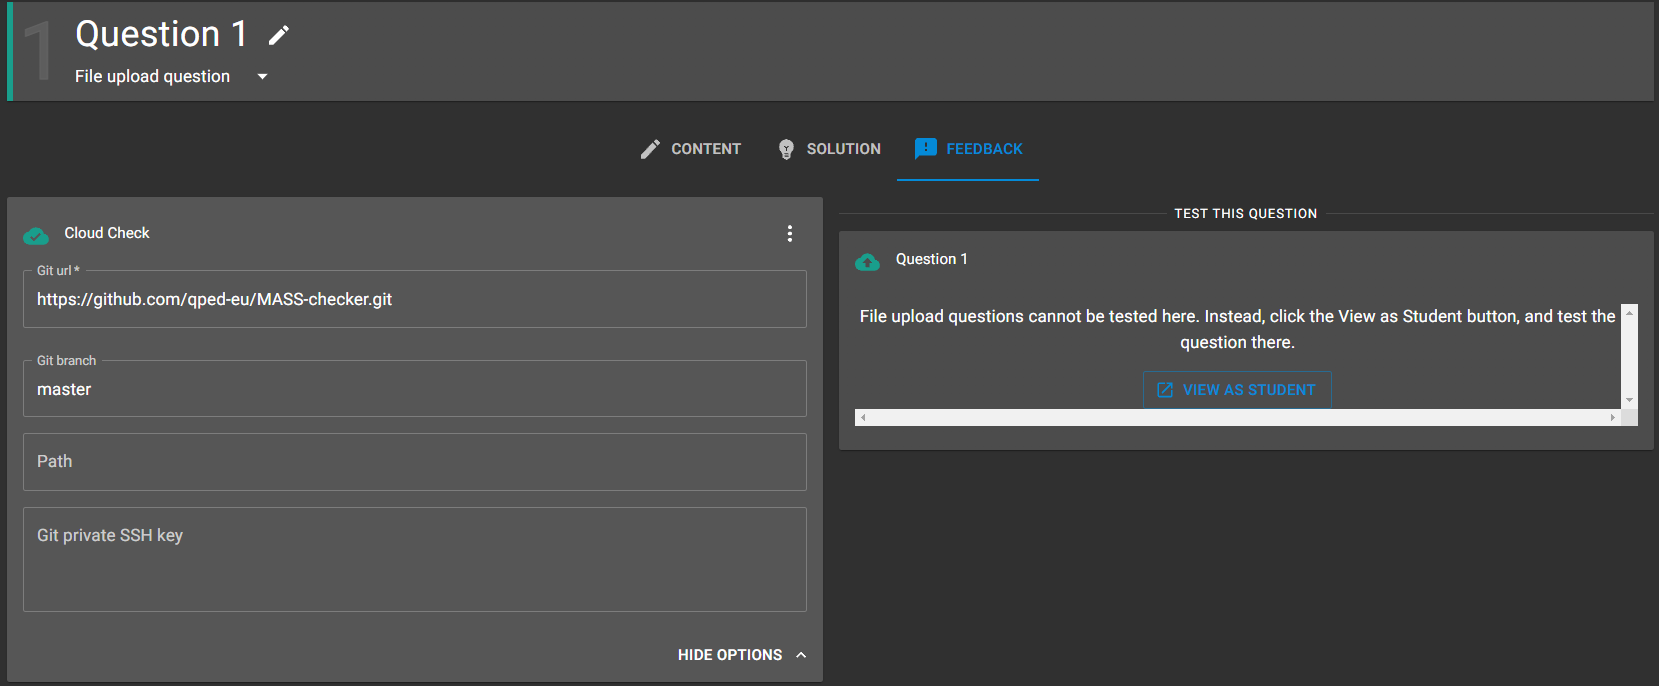 1
Question 1
File upload question
CONTENT
SOLUTION
FEEDBACK
Cloud Check
Git url *
https://github.com/qped-eu/MASS-checker.git
Git branch
master
Path
Git private SSH key
HIDE OPTIONS
TEST THIS QUESTION
Question 1
File upload questions cannot be tested here. Instead, click the View as Student button, and test the
question there.
VIEW AS STUDENT